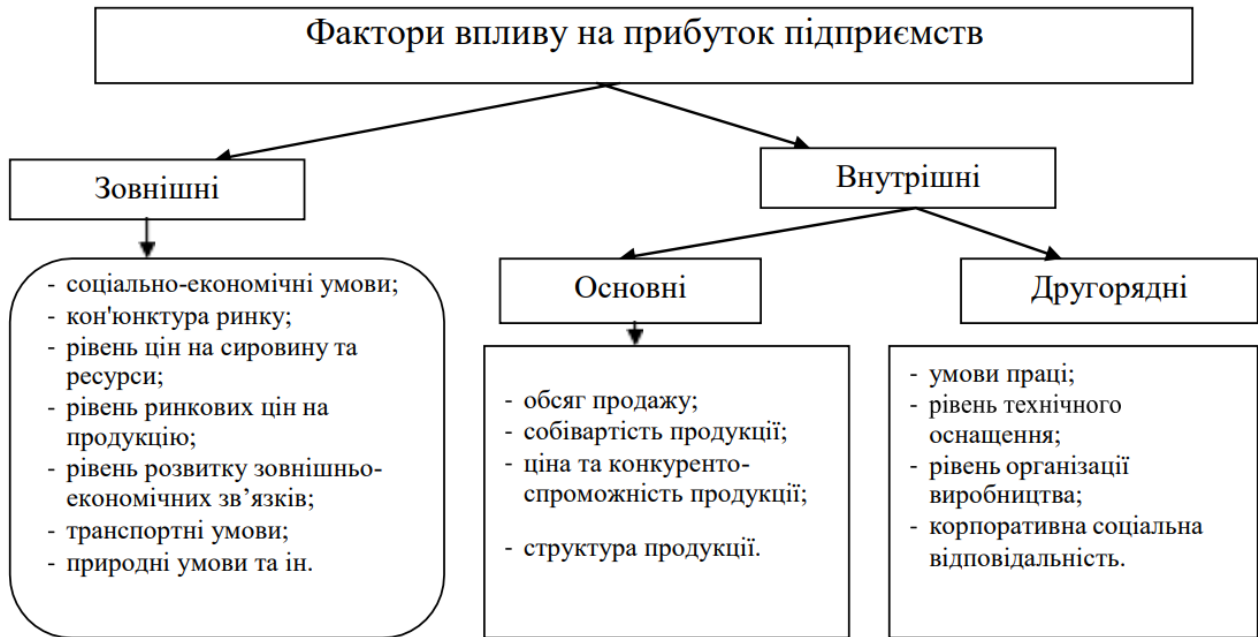 Фактори впливу на прибуток підприємств
Зовнішні
Внутрішні
- соціально-економічні умови;
- кон'юнктура ринку;
- рівень цін на сировину та
ресурси;
- рівень ринкових цін на
продукцію;
- рівень розвитку зовнішньо-
економічних зв’язків;
- транспортні умови;
- природні умови та ін.
Основні
Другорядні
- обсяг продажу;
- собівартість продукції;
- ціна та конкуренто-
спроможність продукції;
- структура продукції.
- умови праці;
- рівень технічного
оснащення;
- рівень організації
виробництва;
- корпоративна соціальна
відповідальність.